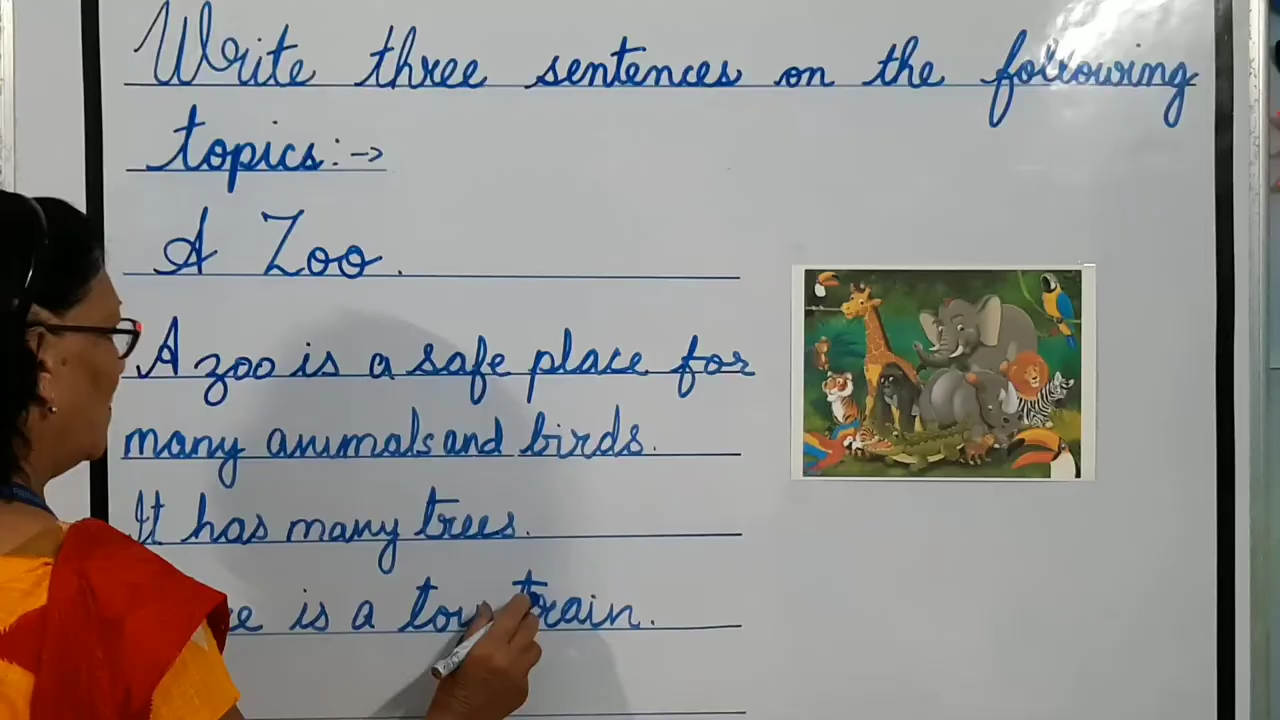 Write three sentences on the following
topics:->
A Zoo.
A zoo is a safe place for
many animals and birds.
It has many trees.
is a toy train.